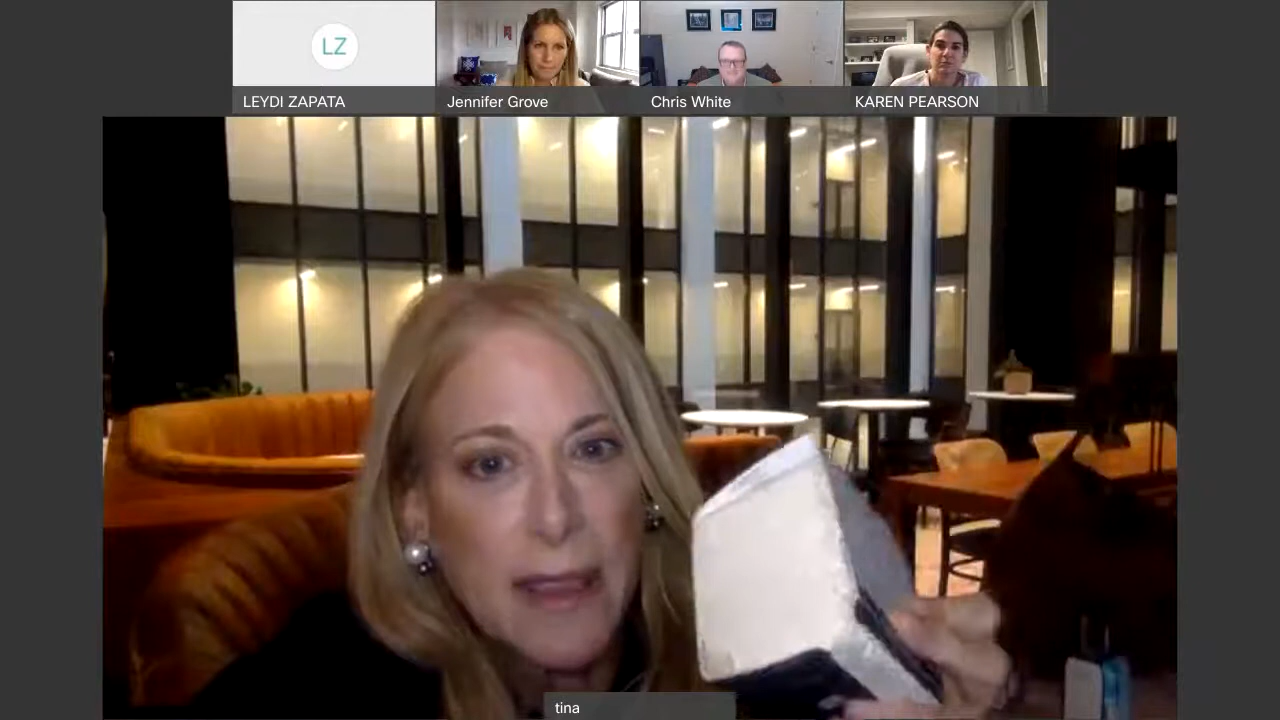 LZ
LEYDI ZAPATA
Jennifer Grove
Chris White
KAREN PEARSON
tina